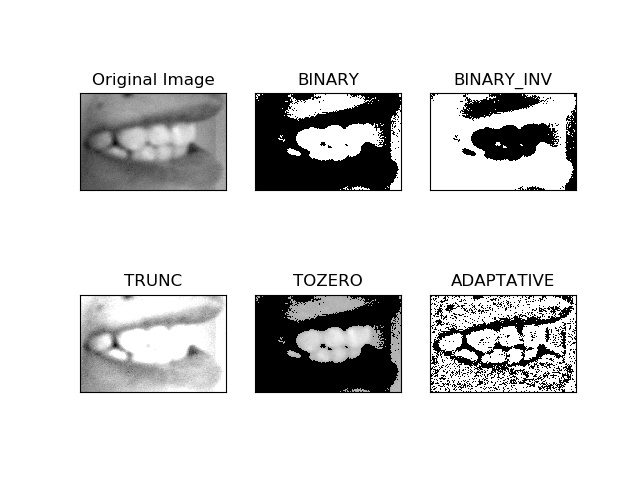 Original Image
BINARY
BINARY_INV
TRUNC
TOZERO
ADAPTATIVE